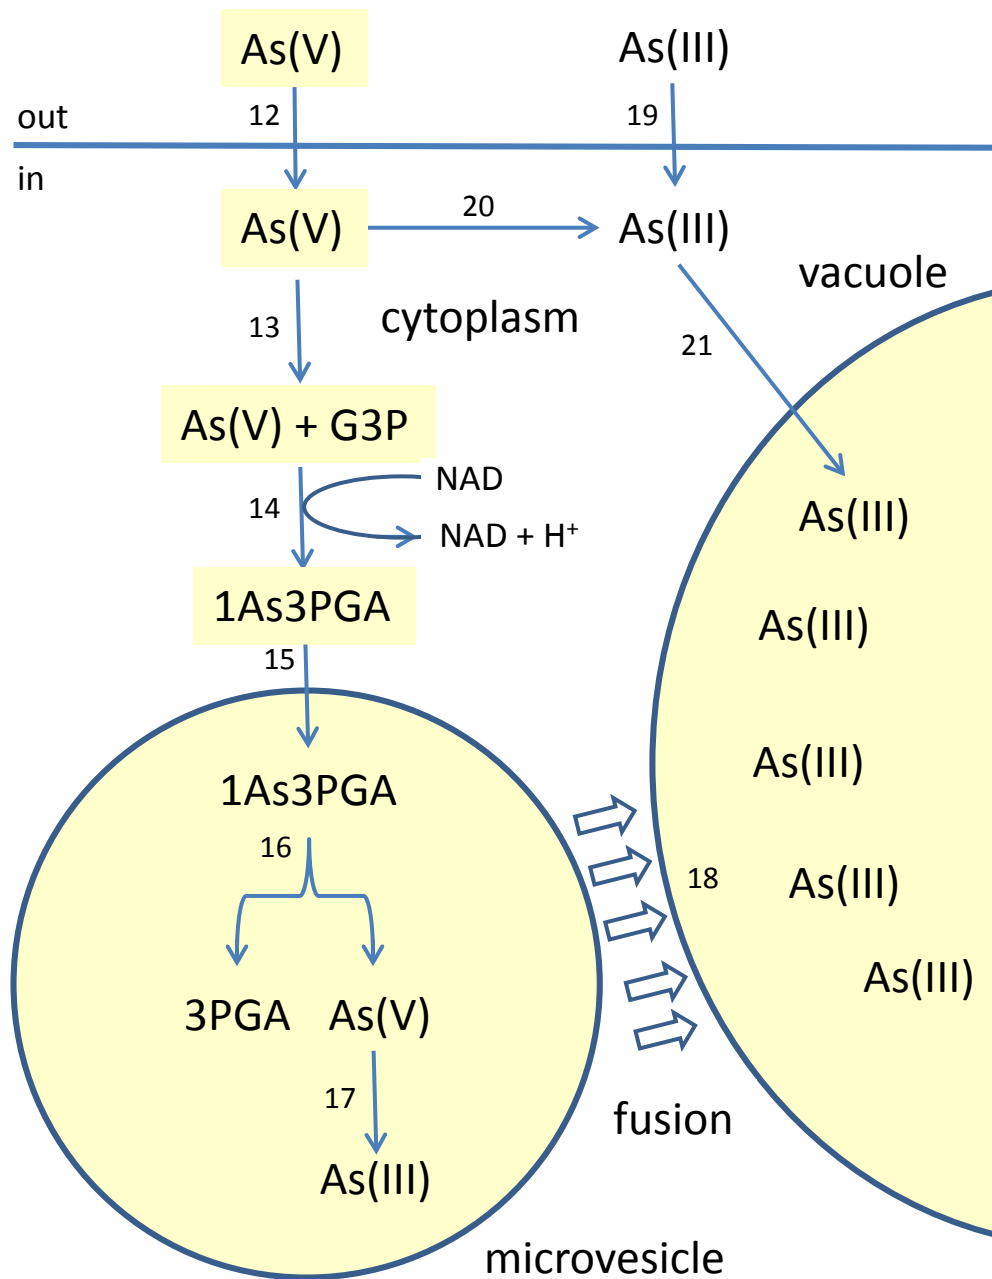 As(V)
As(III)
12
19
out
in
As(V)
20
As(III)
vacuole
13
cytoplasm
21
As(V) + G3P
NAD
14
NAD + H⁺
As(III)
1As3PGA
As(III)
15
As(III)
1As3PGA
16
18
As(III)
As(III)
3PGA
As(V)
17
fusion
As(III)
microvesicle